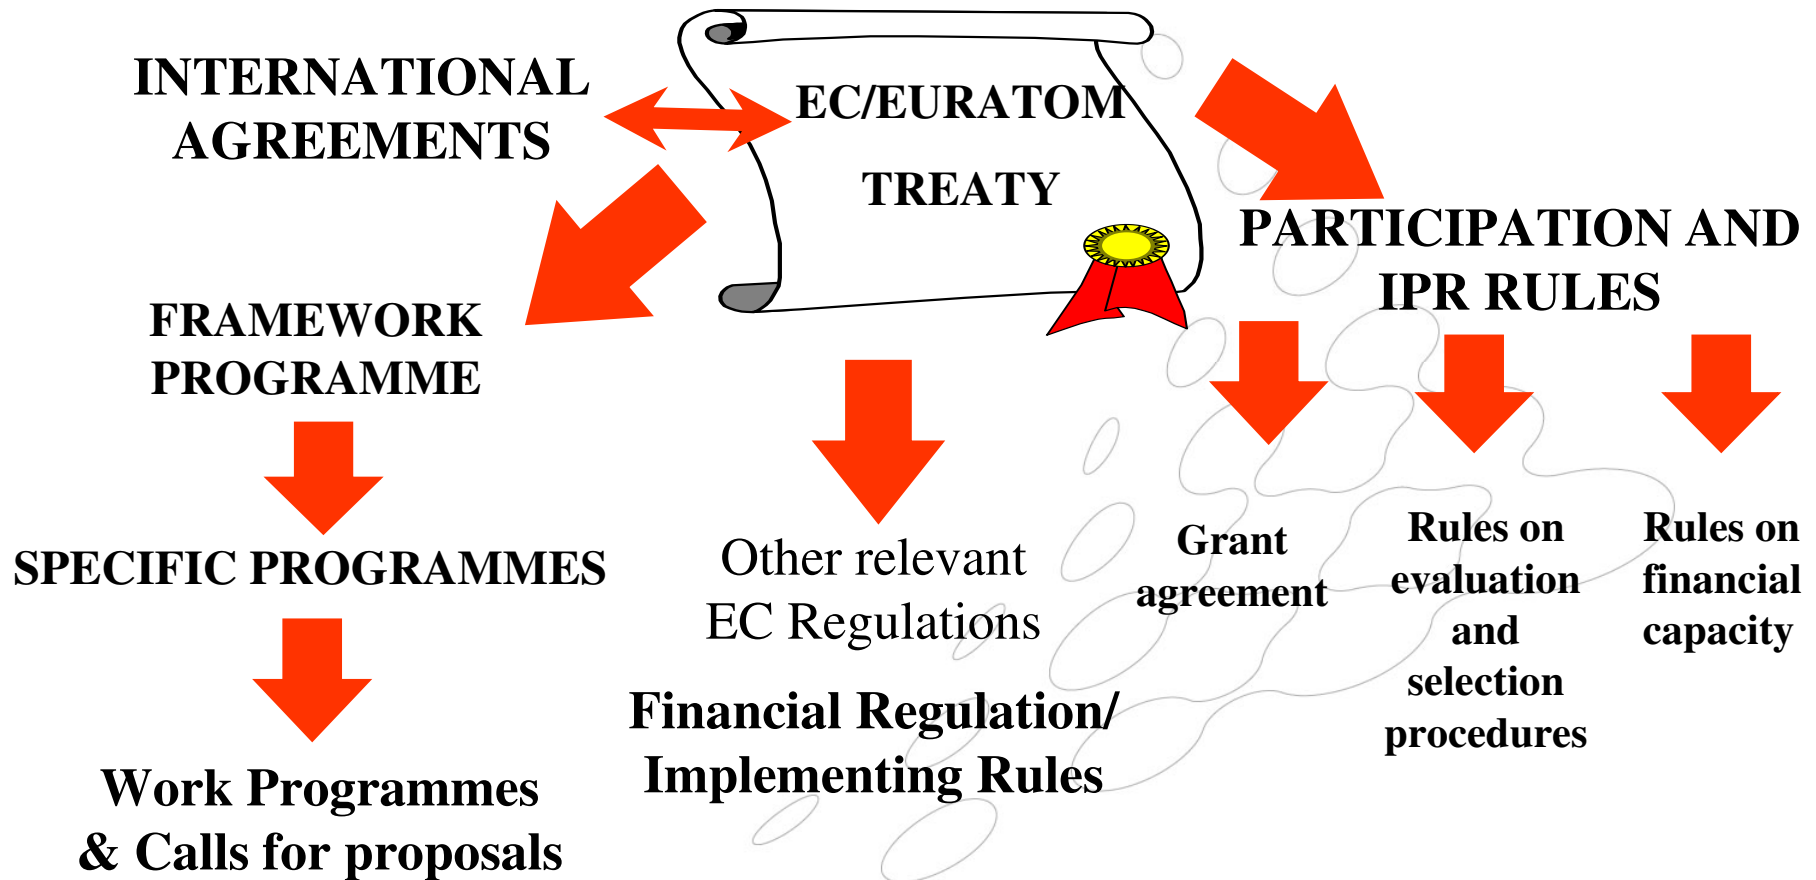 INTERNATIONAL
AGREEMENTS
EC/EURATOM
TREATY
PARTICIPATION AND
IPR RULES
FRAMEWORK
PROGRAMME
SPECIFIC PROGRAMMES
Work Programmes
& Calls for proposals
Other relevant
EC Regulations
Financial Regulation/
Implementing Rules
Grant
agreement
Rules on
evaluation
and
selection
procedures
Rules on
financial
capacity